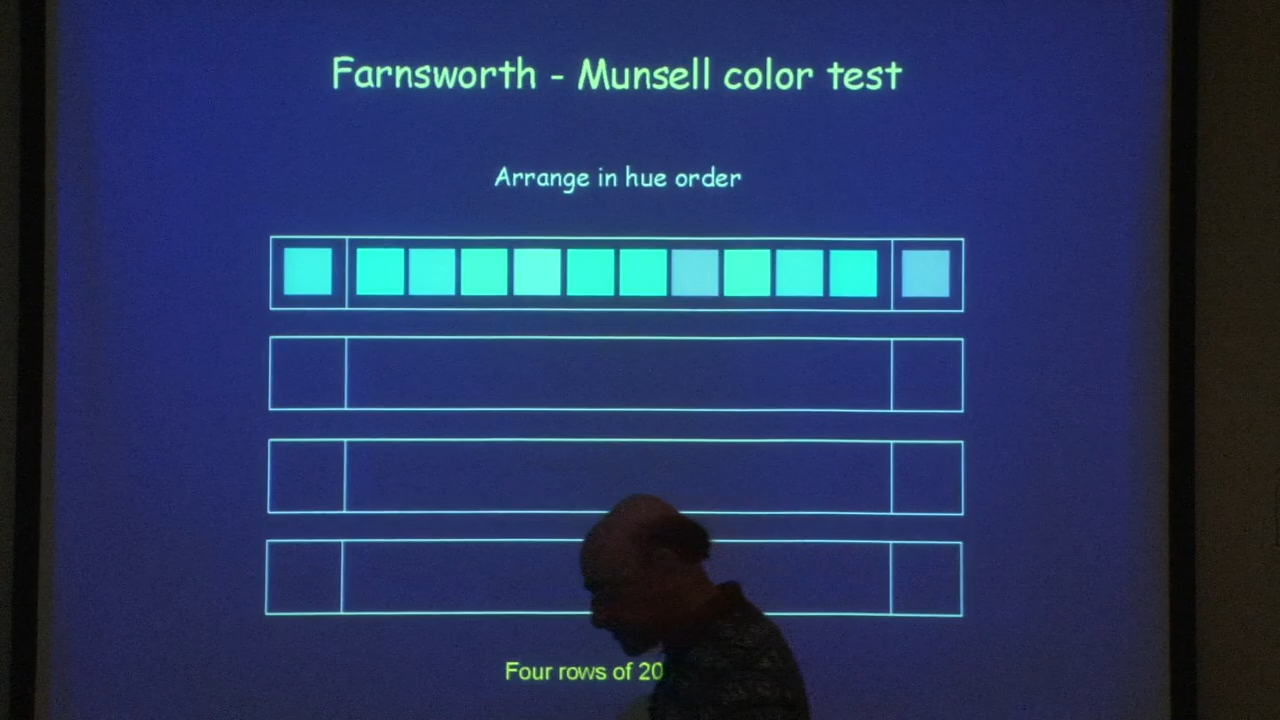 Farnsworth - Munsell color test
Arrange in hue order
Four rows of 20